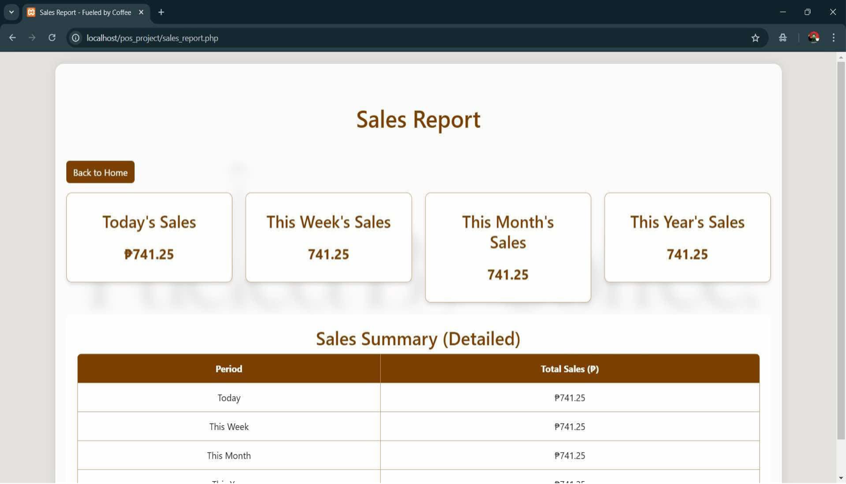 Sales Report - Fueled by Coffee
localhost/pos_project/sales_report.php
Sales Report
Back to Home
Today's Sales
₱741.25
This Week's Sales
741.25
This Month's
Sales
741.25
This Year's Sales
741.25
Sales Summary (Detailed)
Period Total Sales (₱)
Today ₱741.25
This Week ₱741.25
This Month ₱741.25